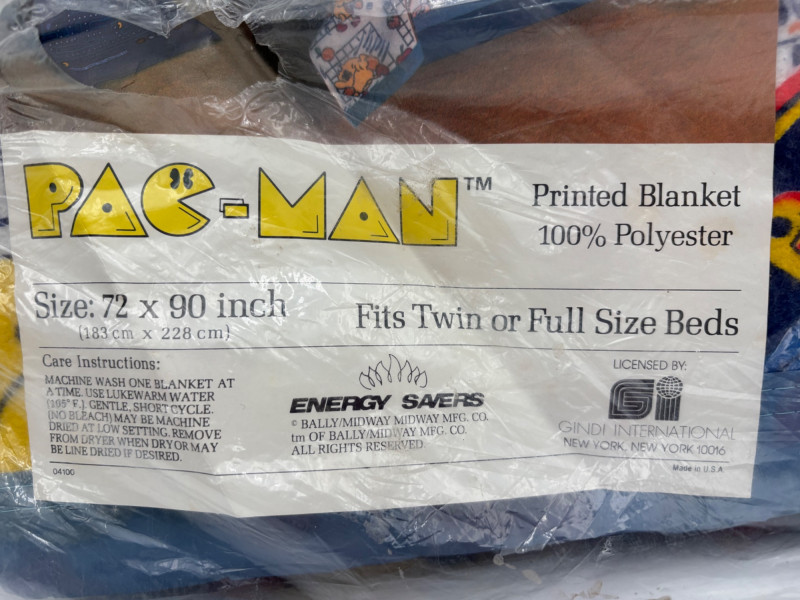 PAC-MAN™
Printed Blanket
100% Polyester
Size: 72 x 90 inch
(183 cm x 228 cm)
Fits Twin or Full Size Beds
Care Instructions:
MACHINE WASH ONE BLANKET AT
A TIME. USE LUKEWARM WATER
(105° F.). GENTLE, SHORT CYCLE.
(NO BLEACH) MAY BE MACHINE
DRIED AT LOW SETTING. REMOVE
FROM DRYER WHEN DRY OR MAY
BE LINE DRIED IF DESIRED.
04100
ENERGY SAVERS
© BALLY/MIDWAY MIDWAY MFG. CO.
tm OF BALLY/MIDWAY MFG. CO.
ALL RIGHTS RESERVED.
LICENSED BY:
Gi
GINDI INTERNATIONAL
NEW YORK, NEW YORK 10016
Made in U.S.A